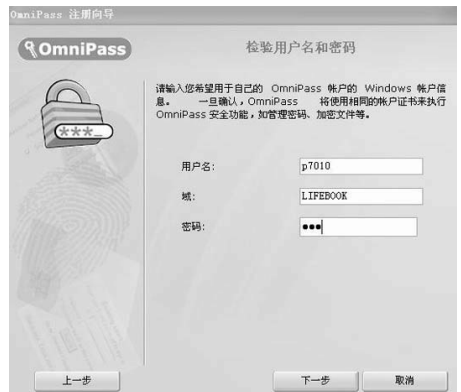 OmniPass 注册向导
OmniPass
检验用户名和密码
请输入您希望用于自己的 OmniPass 帐户的 Windows 帐户信
息。 一旦确认，OmniPass 将使用相同的帐户证书来执行
OmniPass 安全功能，如管理密码、加密文件等。
***_
用户名：
p7010
域：
LIFEBOOK
密码：
●●●
上一步
下一步
取消